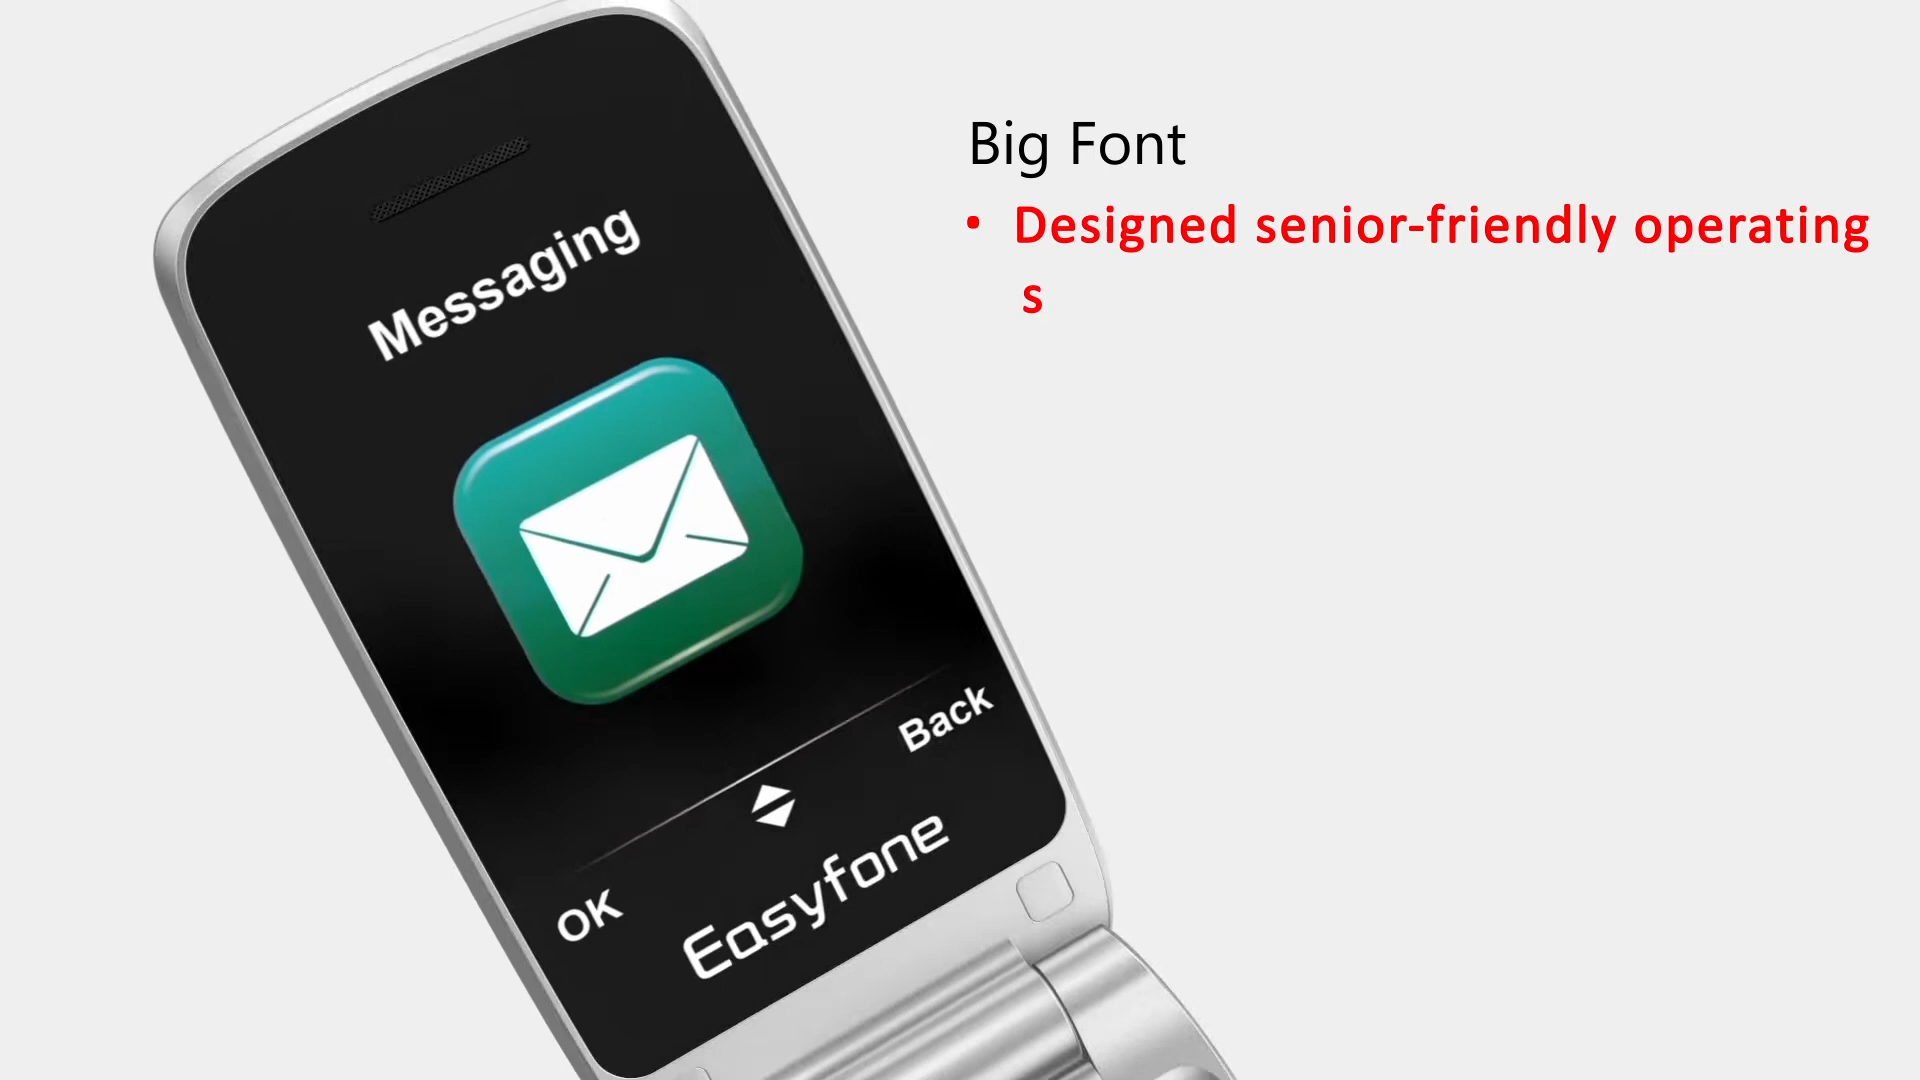 Big Font
• Designed senior-friendly operating
s
Messaging
Back
OK
Easyfone